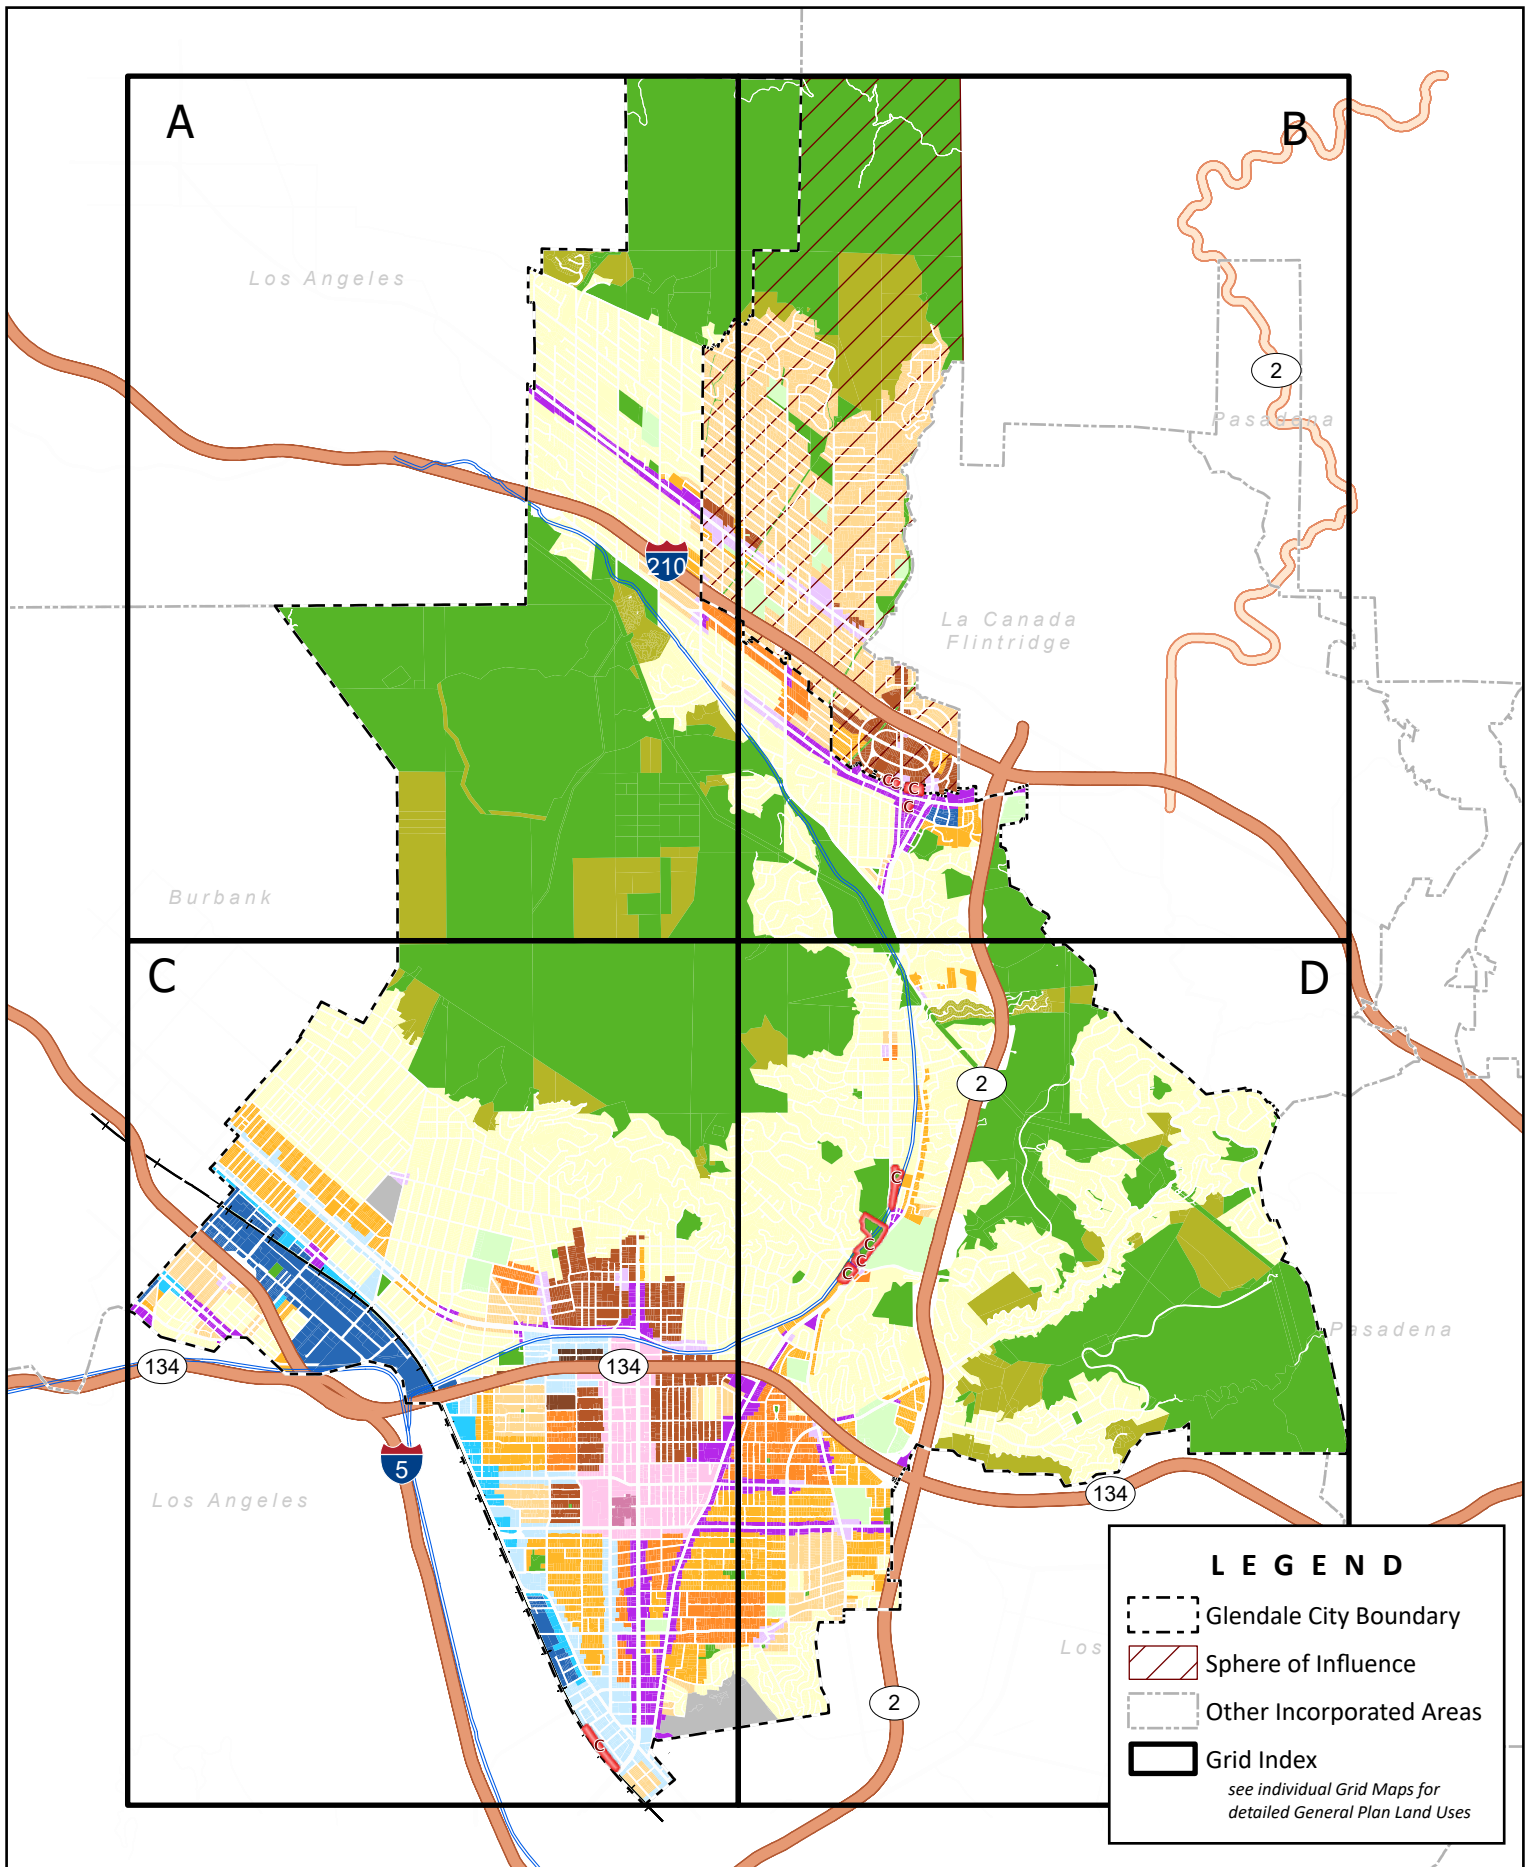 A
B
Los Angeles
2
Pasadena
210
La Canada
Flintridge
C
C
C
C
Burbank
C
D
2
C
C
C
C
Pasadena
134
134
5
Los Angeles
134
2
C
Los
L E G E N D
Glendale City Boundary
Sphere of Influence
Other Incorporated Areas
Grid Index
see individual Grid Maps for
detailed General Plan Land Uses